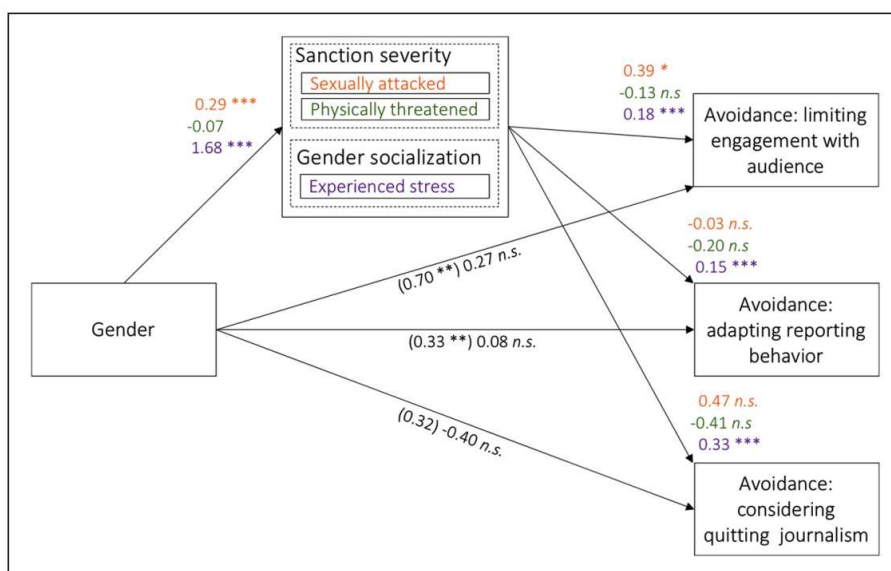 Sanction severity
Sexually attacked
Physically threatened
Gender socialization
Experienced stress
0.29 ***
-0.07
1.68 ***
0.39 *
-0.13 n.s
0.18 ***
Avoidance: limiting
engagement with
audience
-0.03 n.s.
-0.20 n.s
0.15 ***
(0.70 **) 0.27 n.s.
Gender
(0.33 **) 0.08 n.s.
Avoidance:
adapting reporting
behavior
(0.32) -0.40 n.s.
0.47 n.s.
-0.41 n.s
0.33 ***
Avoidance:
considering
quitting journalism